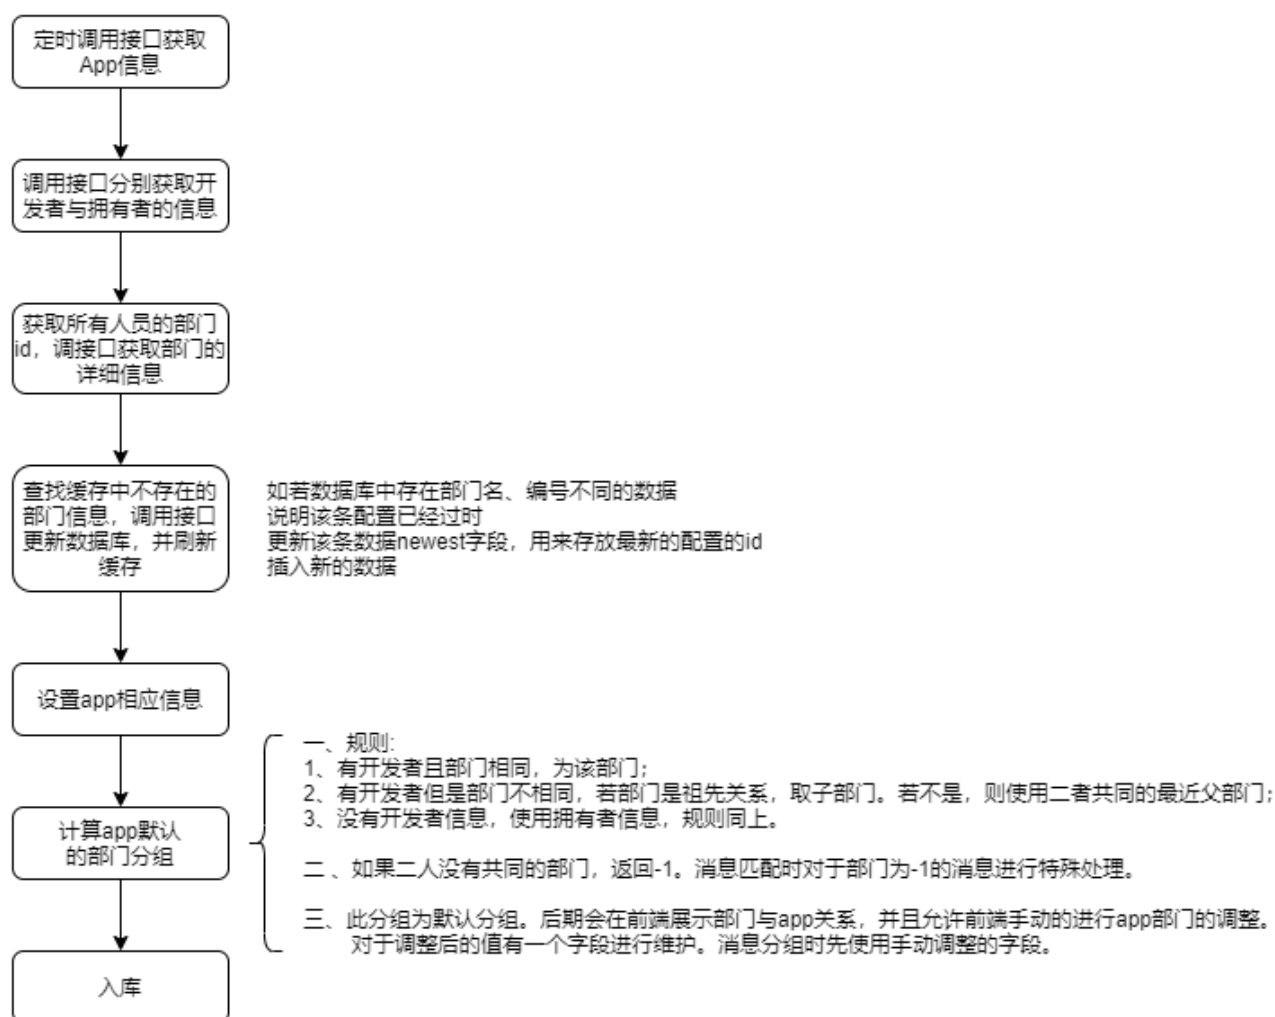 定时调用接口获取
App信息
调用接口分别获取开
发者与拥有者的信息
获取所有人员的部门
id，调接口获取部门的
详细信息
查找缓存中不存在的
部门信息，调用接口
更新数据库，并刷新
缓存
如若数据库中存在部门名、编号不同的数据
说明该条配置已经过时
更新该条数据newest字段，用来存放最新的配置的id
插入新的数据
设置app相应信息
计算app默认
的部门分组
一、规则:
1、有开发者且部门相同，为该部门；
2、有开发者但是部门不相同，若部门是祖先关系，取子部门。若不是，则使用二者共同的最近父部门；
3、没有开发者信息，使用拥有者信息，规则同上。
二 、如果二人没有共同的部门，返回-1。消息匹配时对于部门为-1的消息进行特殊处理。
三、此分组为默认分组。后期会在前端展示部门与app关系，并且允许前端手动的进行app部门的调整。
对于调整后的值有一个字段进行维护。消息分组时先使用手动调整的字段。
入库